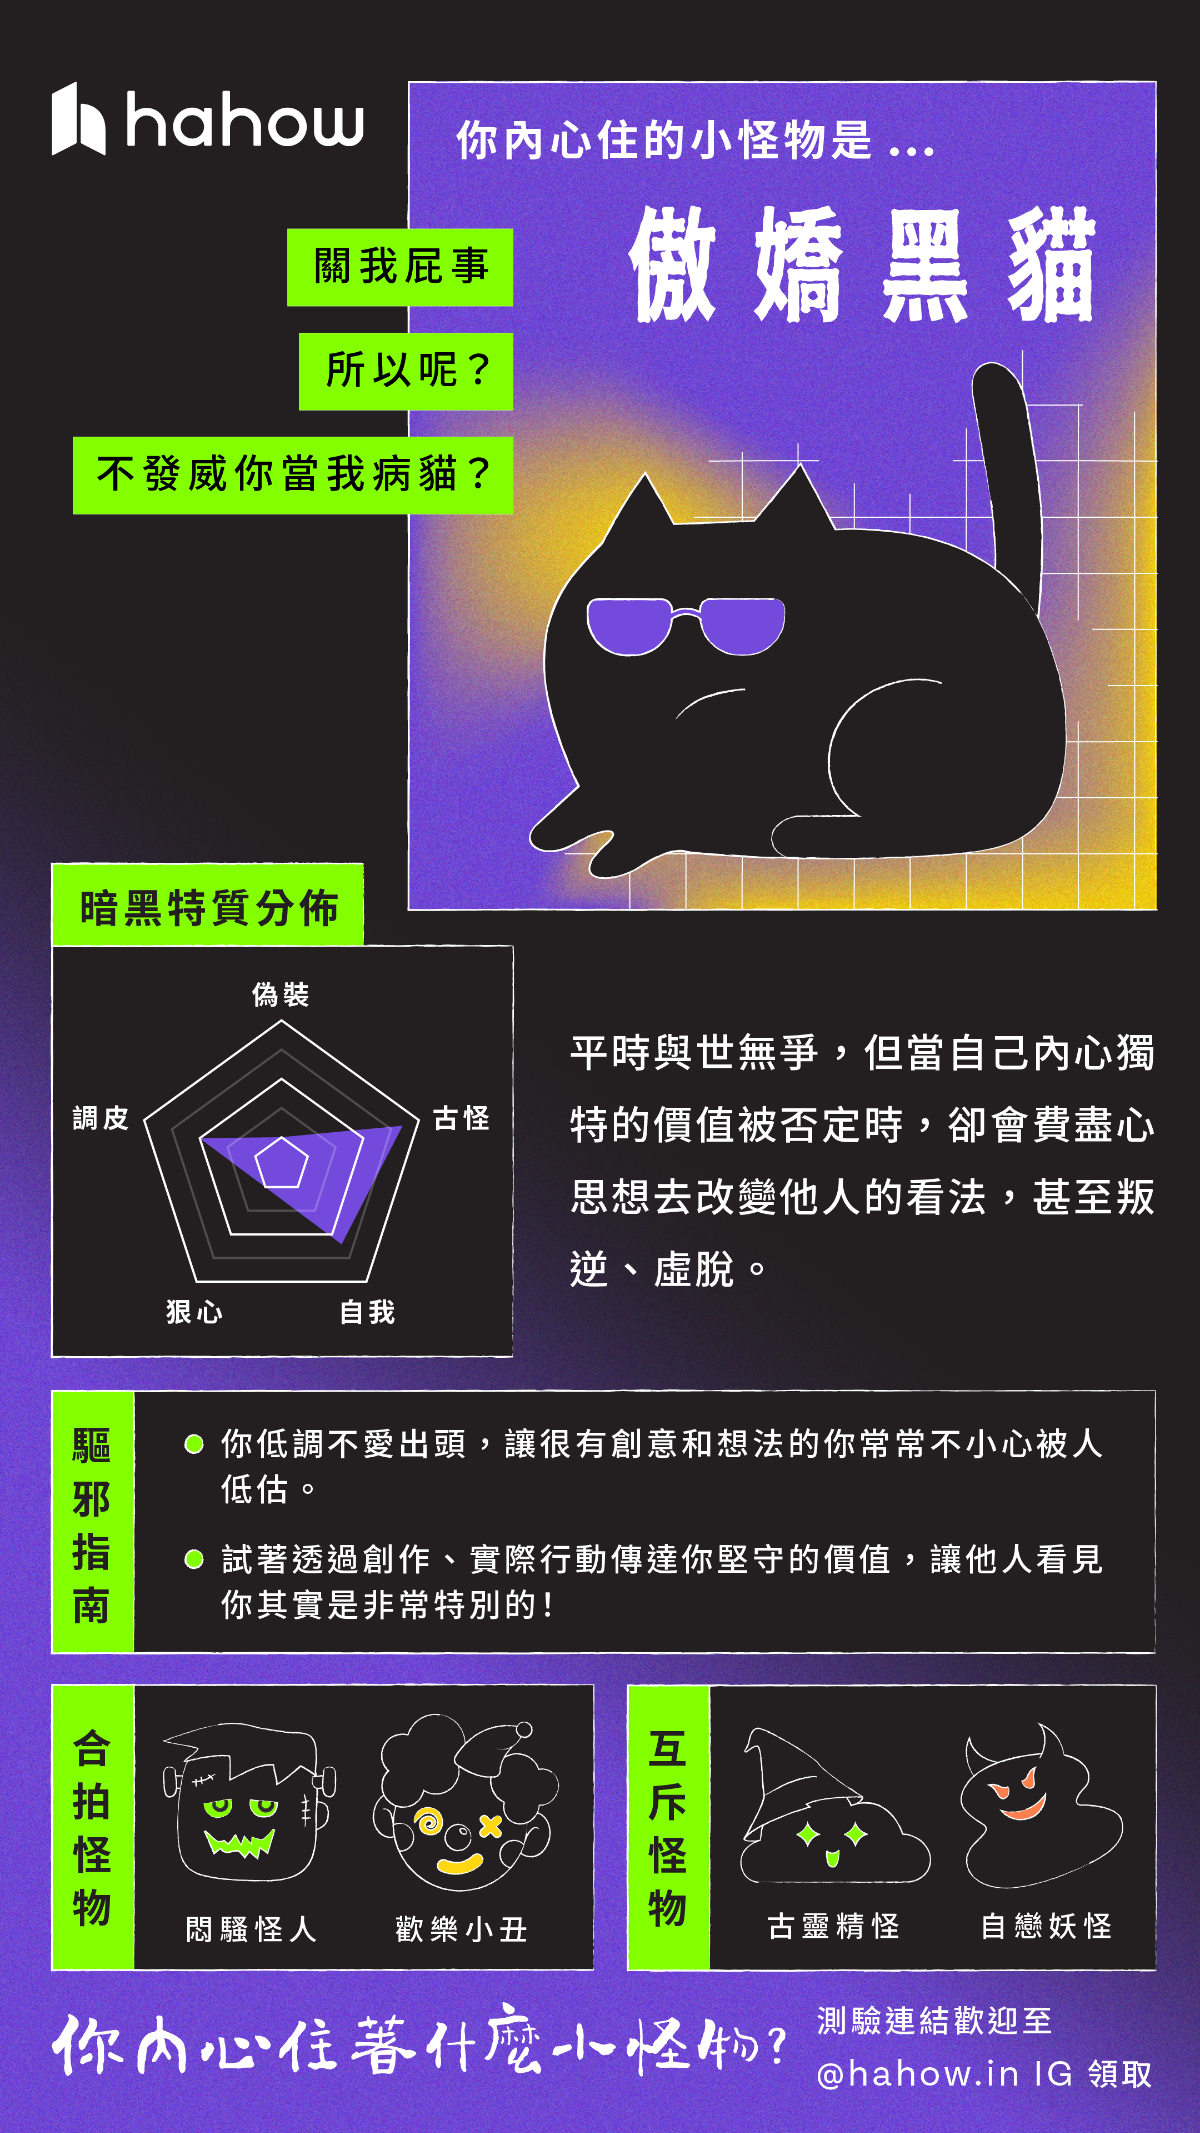 hahow
你內心住的小怪物是 ...
傲嬌黑貓
關我屁事
所以呢？
不發威你當我病貓？
暗黑特質分佈
偽裝
調皮
古怪
狠心
自我
平時與世無爭，但當自己內心獨
特的價值被否定時，卻會費盡心
思想去改變他人的看法，甚至叛
逆、虛脫。
驅邪指南
你低調不愛出頭，讓很有創意和想法的你常常不小心被人
低估。
試著透過創作、實際行動傳達你堅守的價值，讓他人看見
你其實是非常特別的！
合拍怪物
悶騷怪人
歡樂小丑
互斥怪物
古靈精怪
自戀妖怪
你內心住著什麼小怪物？
測驗連結歡迎至
@hahow.in IG 領取